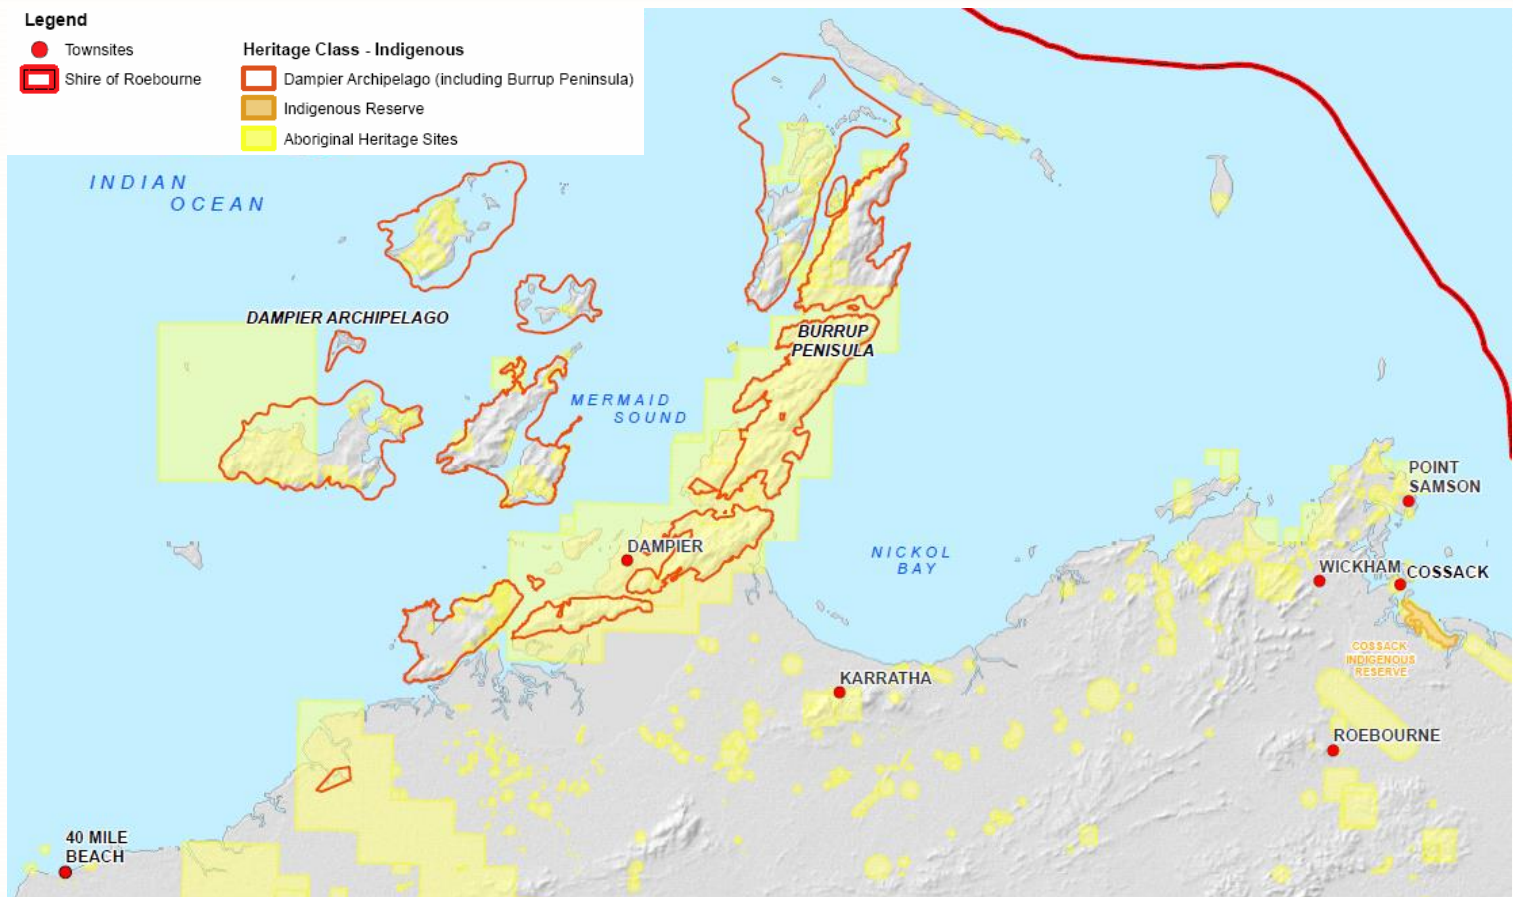 Legend
Townsites
Shire of Roebourne
Heritage Class - Indigenous
Dampier Archipelago (including Burrup Peninsula)
Indigenous Reserve
Aboriginal Heritage Sites
INDIAN
OCEAN
DAMPIER ARCHIPELAGO
BURRUP
PENISULA
MERMAID
SOUND
POINT
SAMSON
DAMPIER
NICKOL
BAY
WICKHAM
COSSACK
COSSACK
INDIGENOUS
RESERVE
KARRATHA
ROEBOURNE
40 MILE
BEACH